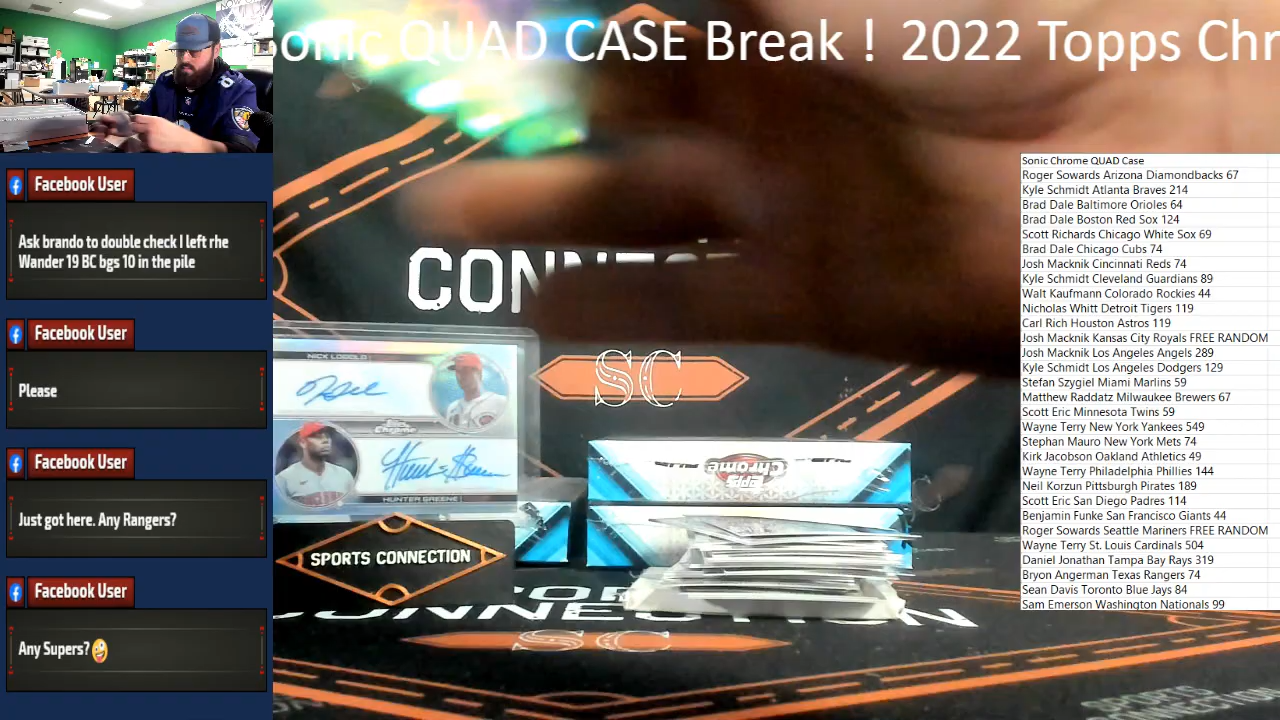 Sonic QUAD CASE Break ! 2022 Topps Chr
Facebook User
Ask brando to double check I left rhe
Wander 19 BC bgs 10 in the pile
Facebook User
Please
Facebook User
Just got here. Any Rangers?
Facebook User
Any Supers?🤪
CONNE
SC
NICK LODOLO
Topps
Chrome
HUNTER GREENE
Topps
Chrome
SPORTS CONNECTION
CONNECTION
SC
SPORTS
CONNECTION
Sonic Chrome QUAD Case
Roger Sowards Arizona Diamondbacks 67
Kyle Schmidt Atlanta Braves 214
Brad Dale Baltimore Orioles 64
Brad Dale Boston Red Sox 124
Scott Richards Chicago White Sox 69
Brad Dale Chicago Cubs 74
Josh Macknik Cincinnati Reds 74
Kyle Schmidt Cleveland Guardians 89
Walt Kaufmann Colorado Rockies 44
Nicholas Whitt Detroit Tigers 119
Carl Rich Houston Astros 119
Josh Macknik Kansas City Royals FREE RANDOM
Josh Macknik Los Angeles Angels 289
Kyle Schmidt Los Angeles Dodgers 129
Stefan Szygiel Miami Marlins 59
Matthew Raddatz Milwaukee Brewers 67
Scott Eric Minnesota Twins 59
Wayne Terry New York Yankees 549
Stephan Mauro New York Mets 74
Kirk Jacobson Oakland Athletics 49
Wayne Terry Philadelphia Phillies 144
Neil Korzun Pittsburgh Pirates 189
Scott Eric San Diego Padres 114
Benjamin Funke San Francisco Giants 44
Roger Sowards Seattle Mariners FREE RANDOM
Wayne Terry St. Louis Cardinals 504
Daniel Jonathan Tampa Bay Rays 319
Bryon Angerman Texas Rangers 74
Sean Davis Toronto Blue Jays 84
Sam Emerson Washington Nationals 99